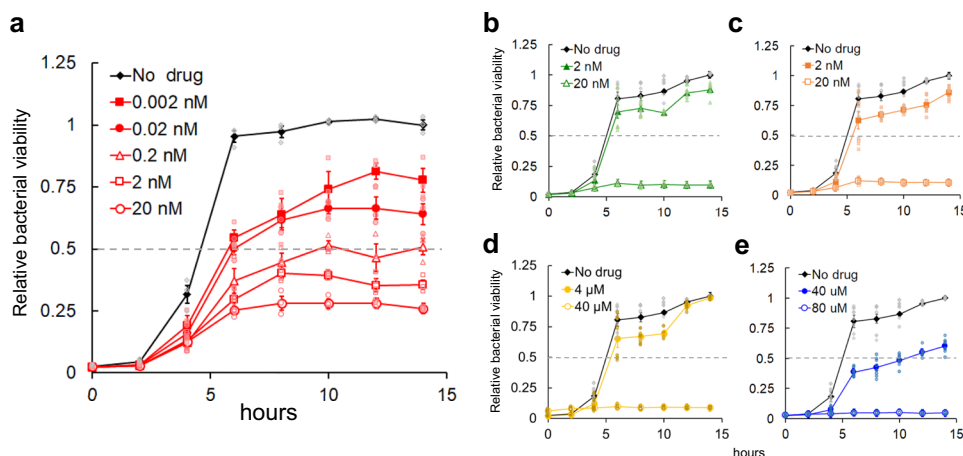 a
Relative bacterial viability
1.25
1
0.75
0.5
0.25
0
No drug
0.002 nM
0.02 nM
0.2 nM
2 nM
20 nM
0 5 10 15
hours
b
Relative bacterial viability
1.25
1
0.75
0.5
0.25
0
No drug
2 nM
20 nM
0 5 10 15
c
1.25
1
0.75
0.5
0.25
0
No drug
2 nM
20 nM
0 5 10 15
d
Relative bacterial viability
1.25
1
0.75
0.5
0.25
0
No drug
4 µM
40 µM
0 5 10 15
e
1.25
1
0.75
0.5
0.25
0
No drug
40 uM
80 uM
0 5 10 15
hours